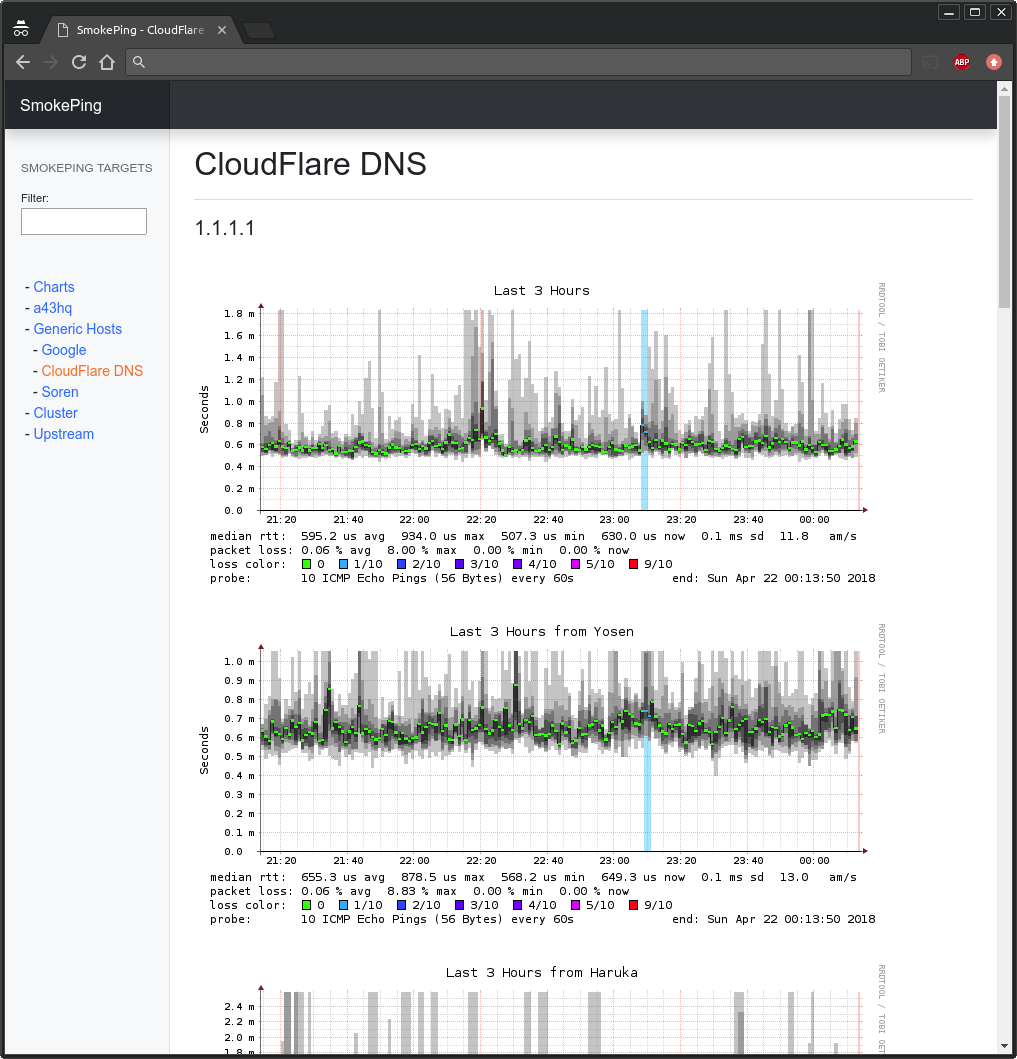 SmokePing - CloudFlare
ABP
SmokePing
SMOKEPING TARGETS
Filter:
- Charts
- a43hq
- Generic Hosts
- Google
- CloudFlare DNS
- Soren
- Cluster
- Upstream
CloudFlare DNS
1.1.1.1
Last 3 Hours
RRDTOOL / TOBI OETIKER
Seconds
1.8 m
1.6 m
1.4 m
1.2 m
1.0 m
0.8 m
0.6 m
0.4 m
0.2 m
0.0
21:20 21:40 22:00 22:20 22:40 23:00 23:20 23:40 00:00
median rtt: 595.2 us avg 934.0 us max 507.3 us min 630.0 us now 0.1 ms sd 11.8 am/s
packet loss: 0.06 % avg 8.00 % max 0.00 % min 0.00 % now
loss color: 0 1/10 2/10 3/10 4/10 5/10 9/10
probe: 10 ICMP Echo Pings (56 Bytes) every 60s end: Sun Apr 22 00:13:50 2018
Last 3 Hours from Yosen
RRDTOOL / TOBI OETIKER
Seconds
1.0 m
0.9 m
0.8 m
0.7 m
0.6 m
0.5 m
0.4 m
0.3 m
0.2 m
0.1 m
0.0
21:20 21:40 22:00 22:20 22:40 23:00 23:20 23:40 00:00
median rtt: 655.3 us avg 878.5 us max 568.2 us min 649.3 us now 0.1 ms sd 13.0 am/s
packet loss: 0.06 % avg 8.83 % max 0.00 % min 0.00 % now
loss color: 0 1/10 2/10 3/10 4/10 5/10 9/10
probe: 10 ICMP Echo Pings (56 Bytes) every 60s end: Sun Apr 22 00:13:50 2018
Last 3 Hours from Haruka
RRDTOOL / TOBI OET
2.4 m
2.2 m
2.0 m
1.8 m